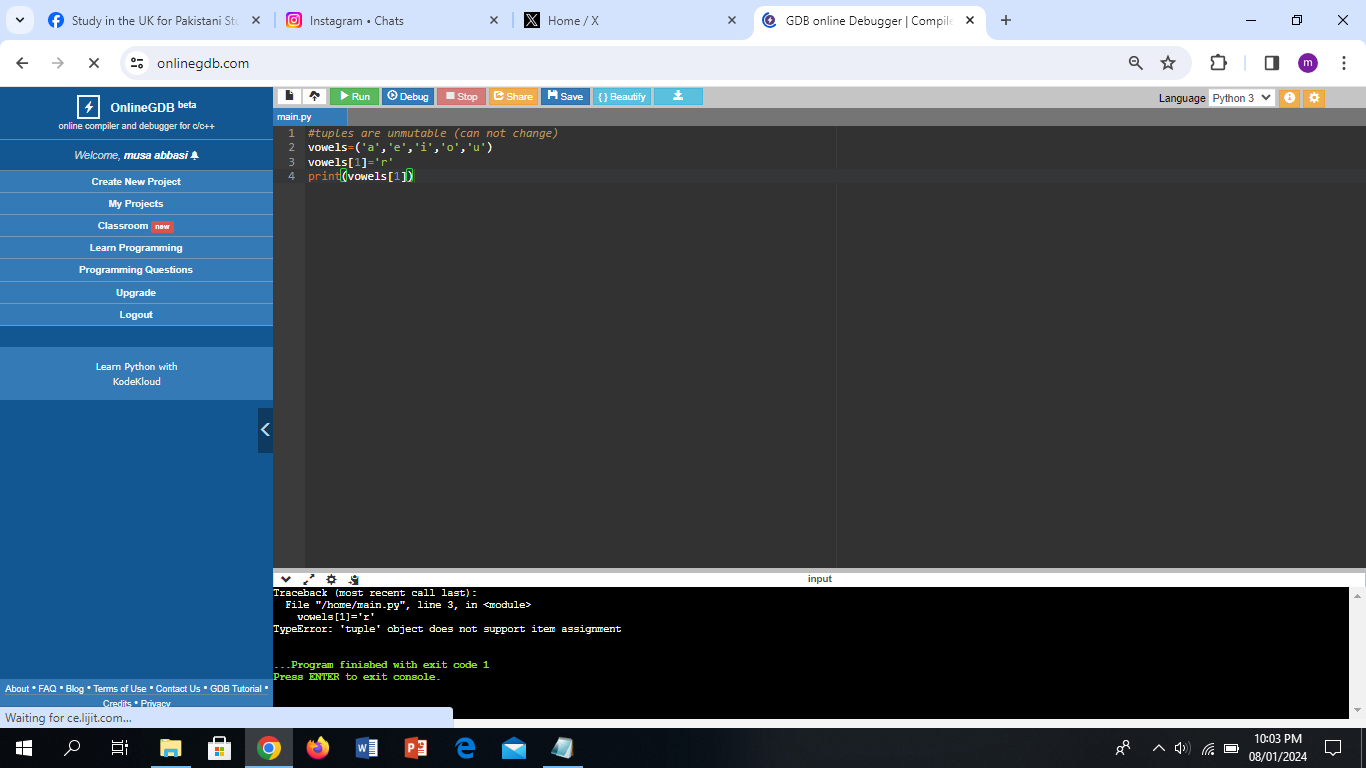 Study in the UK for Pakistani Stu
Instagram • Chats
Home / X
GDB online Debugger | Compile
onlinegdb.com
m
OnlineGDB beta
online compiler and debugger for c/c++
Welcome, musa abbasi
Create New Project
My Projects
Classroom new
Learn Programming
Programming Questions
Upgrade
Logout
Learn Python with
KodeKloud
About • FAQ • Blog • Terms of Use • Contact Us • GDB Tutorial •
Credits • Privacy
Waiting for ce.lijit.com...
Run Debug Stop Share Save { } Beautify
Language Python 3
main.py
1 #tuples are unmutable (can not change)
2 vowels=('a','e','i','o','u')
3 vowels[1]='r'
4 print(vowels[1])
input
Traceback (most recent call last):
File "/home/main.py", line 3, in <module>
vowels[1]='r'
TypeError: 'tuple' object does not support item assignment
...Program finished with exit code 1
Press ENTER to exit console.
10:03 PM
08/01/2024